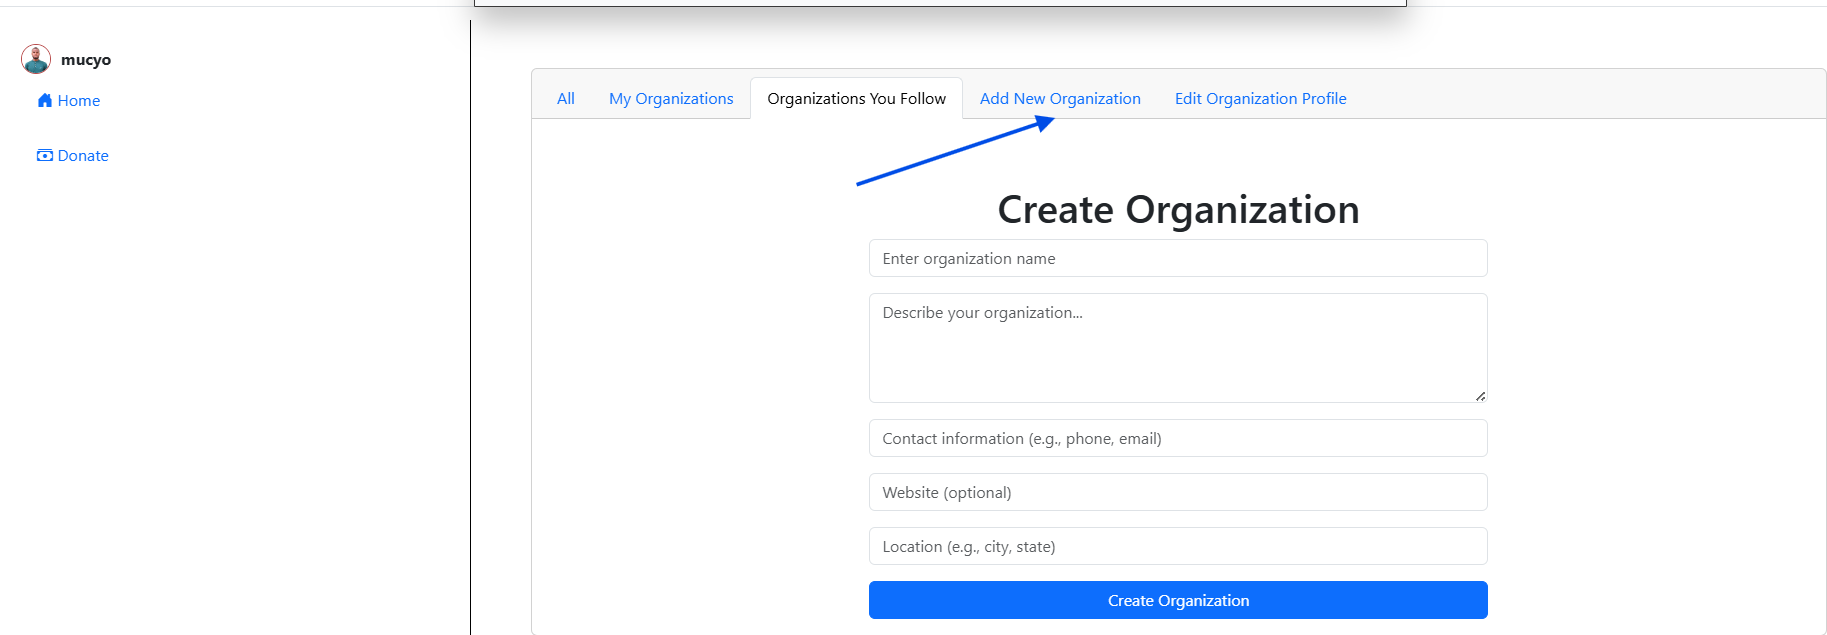 mucyo
Home
Donate
All My Organizations Organizations You Follow Add New Organization Edit Organization Profile
Create Organization
Enter organization name
Describe your organization...
Contact information (e.g., phone, email)
Website (optional)
Location (e.g., city, state)
Create Organization